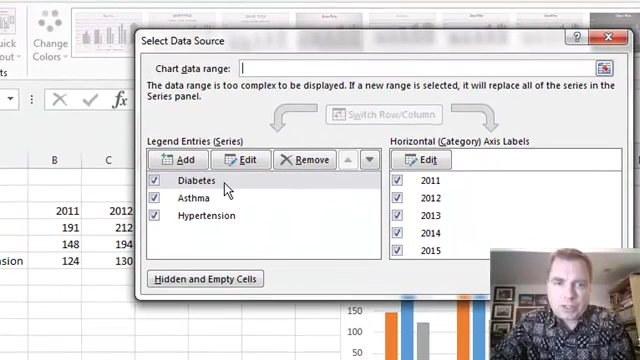 Quick
Layout
Change
Colors
Select Data Source
?
Chart data range:
The data range is too complex to be displayed. If a new range is selected, it will replace all of the series in the
Series panel.
Switch Row/Column
Legend Entries (Series)
Horizontal (Category) Axis Labels
Add
Edit
Remove
Edit
Diabetes
Asthma
Hypertension
2011
2012
2013
2014
2015
Hidden and Empty Cells
fx
B
C
2011
2012
191
212
148
194
ension
124
130
150
100
50